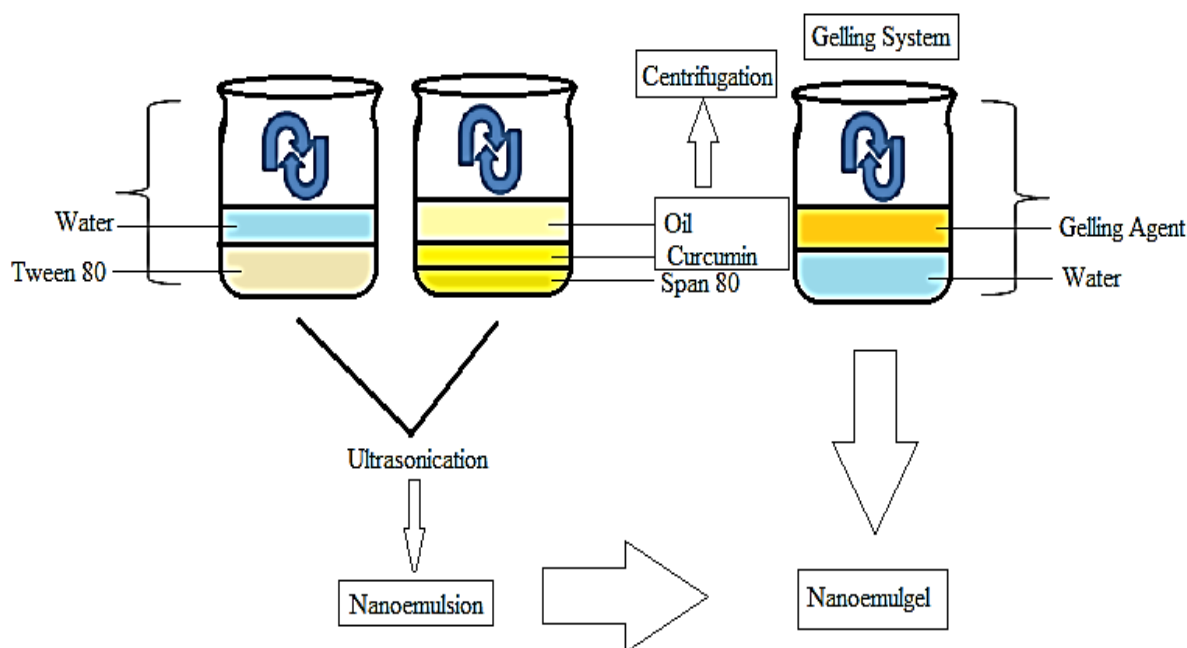 Gelling System
Centrifugation
Water
Tween 80
Oil
Curcumin
Span 80
Gelling Agent
Water
Ultrasonication
Nanoemulsion
Nanoemulgel